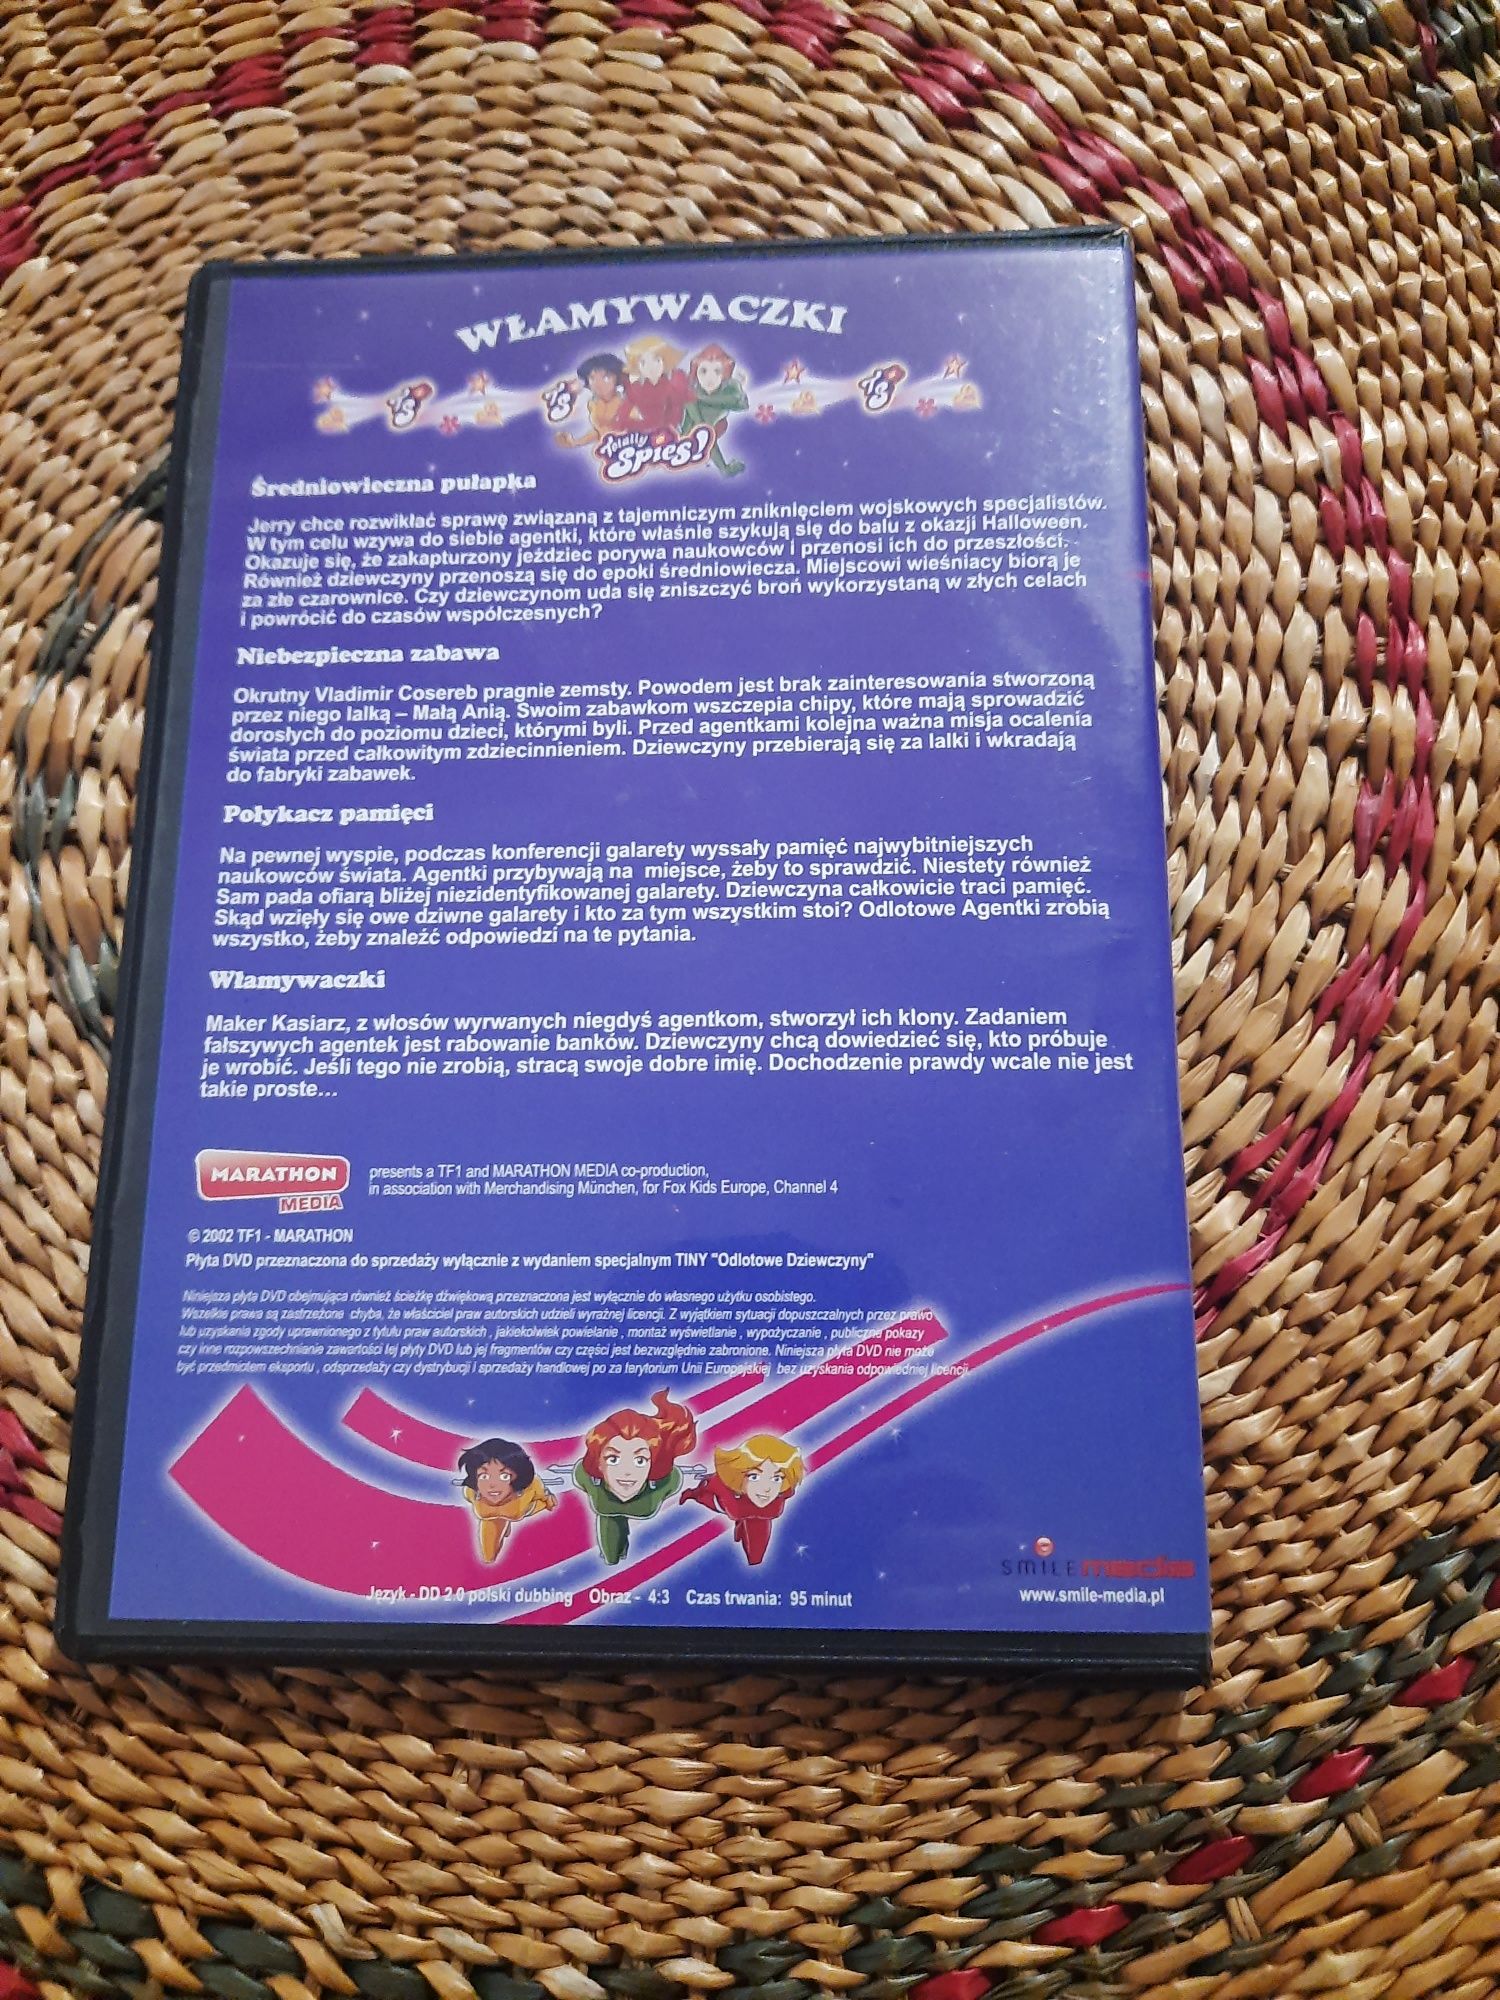 WŁAMYWACZKI
TS
TS
TS
Totally
Spies!
Średniowieczna pułapka
Jerry chce rozwikłać sprawę związaną z tajemniczym zniknięciem wojskowych specjalistów.
W tym celu wzywa do siebie agentki, które właśnie szykują się do balu z okazji Halloween.
Okazuje się, że zakapturzony jeździec porywa naukowców i przenosi ich do przeszłości.
Również dziewczyny przenoszą się do epoki średniowiecza. Miejscowi wieśniacy biorą je
za złe czarownice. Czy dziewczynom uda się zniszczyć broń wykorzystaną w złych celach
i powrócić do czasów współczesnych?
Niebezpieczna zabawa
Okrutny Vladimir Cosereb pragnie zemsty. Powodem jest brak zainteresowania stworzoną
przez niego lalką – Małą Anią. Swoim zabawkom wszczepia chipy, które mają sprowadzić
dorosłych do poziomu dzieci, którymi byli. Przed agentkami kolejna ważna misja ocalenia
świata przed całkowitym zdziecinnieniem. Dziewczyny przebierają się za lalki i wkradają
do fabryki zabawek.
Połykacz pamięci
Na pewnej wyspie, podczas konferencji galarety wyssały pamięć najwybitniejszych
naukowców świata. Agentki przybywają na miejsce, żeby to sprawdzić. Niestety również
Sam pada ofiarą bliżej niezidentyfikowanej galarety. Dziewczyna całkowicie traci pamięć.
Skąd wzięły się owe dziwne galarety i kto za tym wszystkim stoi? Odlotowe Agentki zrobią
wszystko, żeby znaleźć odpowiedzi na te pytania.
Włamywaczki
Maker Kasiarz, z włosów wyrwanych niegdyś agentkom, stworzył ich klony. Zadaniem
fałszywych agentek jest rabowanie banków. Dziewczyny chcą dowiedzieć się, kto próbuje
je wrobić. Jeśli tego nie zrobią, stracą swoje dobre imię. Dochodzenie prawdy wcale nie jest
takie proste...
MARATHON
MEDIA
presents a TF1 and MARATHON MEDIA co-production,
in association with Merchandising München, for Fox Kids Europe, Channel 4
© 2002 TF1 - MARATHON
Płyta DVD przeznaczona do sprzedaży wyłącznie z wydaniem specjalnym TINY "Odlotowe Dziewczyny"
Niniejsza płyta DVD obejmująca również ścieżkę dźwiękową przeznaczona jest wyłącznie do własnego użytku osobistego.
Wszelkie prawa są zastrzeżone chyba, że właściciel praw autorskich udzieli wyraźnej licencji. Z wyjątkiem sytuacji dopuszczalnych przez prawo
lub uzyskania zgody uprawnionego z tytułu praw autorskich , jakiekolwiek powielanie , montaż wyświetlanie , wypożyczanie , publiczne pokazy
czy inne rozpowszechnianie zawartości tej płyty DVD lub jej fragmentów czy części jest bezwzględnie zabronione. Niniejsza płyta DVD nie może
być przedmiotem eksportu , odsprzedaży czy dystrybucji i sprzedaży handlowej po za terytorium Unii Europejskiej bez uzyskania odpowiedniej licencji.
SMILE media
Język - DD 2.0 polski dubbing Obraz - 4:3 Czas trwania: 95 minut
www.smile-media.pl